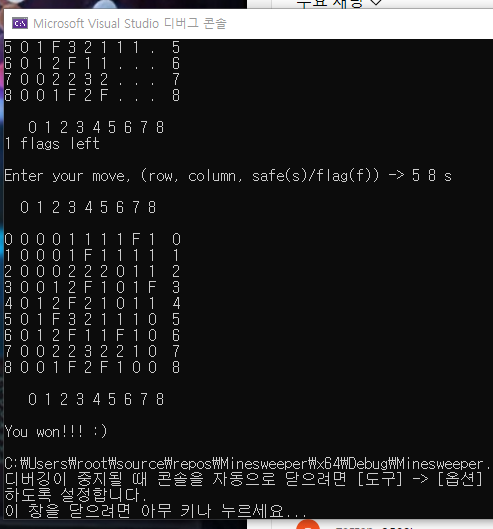 수요 채팅
Microsoft Visual Studio 디버그 콘솔
5 0 1 F 3 2 1 1 1 . 5
6 0 1 2 F 1 1 . . . 6
7 0 0 2 2 3 2 . . . 7
8 0 0 1 F 2 F . . . 8
0 1 2 3 4 5 6 7 8
1 flags left
Enter your move, (row, column, safe(s)/flag(f)) -> 5 8 s
0 1 2 3 4 5 6 7 8
0 0 0 0 1 1 1 1 F 1 0
1 0 0 0 1 F 1 1 1 1 1
2 0 0 0 2 2 2 0 1 1 2
3 0 0 1 2 F 1 0 1 F 3
4 0 1 2 F 2 1 0 1 1 4
5 0 1 F 3 2 1 1 1 0 5
6 0 1 2 F 1 1 F 1 0 6
7 0 0 2 2 3 2 2 1 0 7
8 0 0 1 F 2 F 1 0 0 8
0 1 2 3 4 5 6 7 8
You won!!! :)
C:₩Users₩root₩source₩repos₩Minesweeper₩x64₩Debug₩Minesweeper.
디버깅이 중지될 때 콘솔을 자동으로 닫으려면 [도구] -> [옵션]
하도록 설정합니다.
이 창을 닫으려면 아무 키나 누르세요...